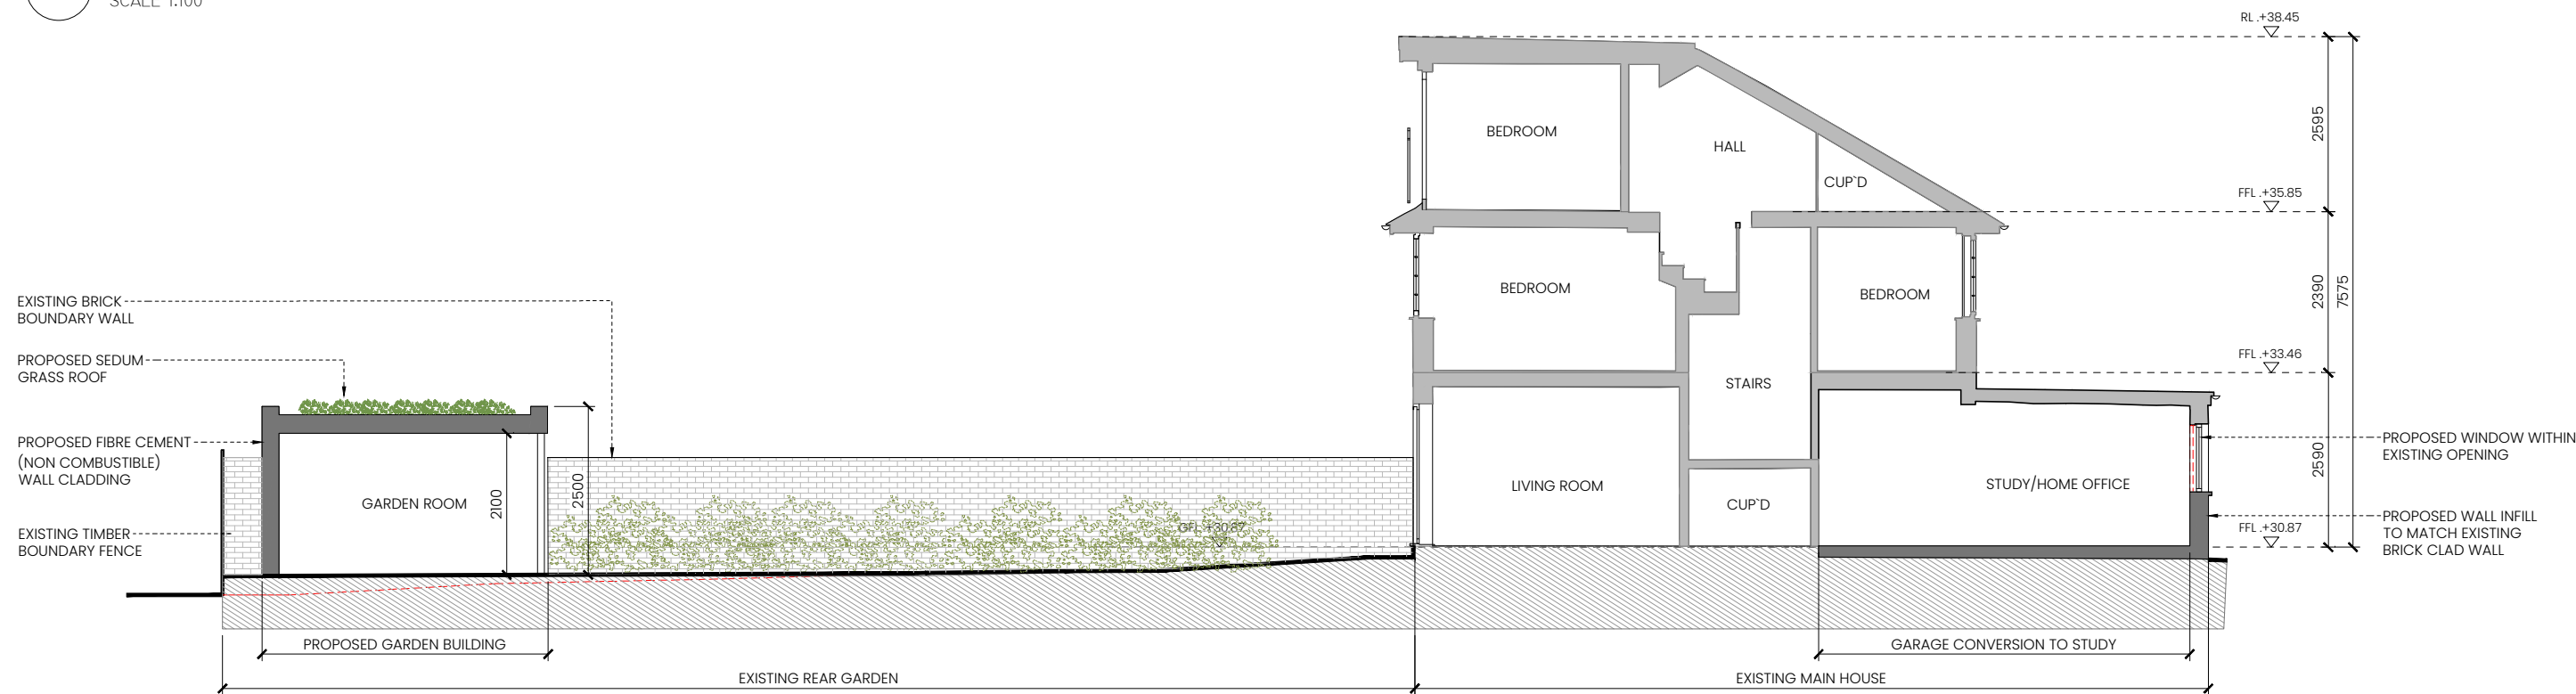 SCALE 1:100
RL .+38.45
2595
BEDROOM
HALL
CUP`D
FFL .+35.85
2390
7575
BEDROOM
BEDROOM
EXISTING BRICK
BOUNDARY WALL
FFL .+33.46
PROPOSED SEDUM
GRASS ROOF
STAIRS
PROPOSED FIBRE CEMENT
(NON COMBUSTIBLE)
WALL CLADDING
PROPOSED WINDOW WITHIN
EXISTING OPENING
2590
GARDEN ROOM
2100
2500
LIVING ROOM
CUP`D
STUDY/HOME OFFICE
EXISTING TIMBER
BOUNDARY FENCE
GFL .+30.67
FFL .+30.87
PROPOSED WALL INFILL
TO MATCH EXISTING
BRICK CLAD WALL
PROPOSED GARDEN BUILDING
GARAGE CONVERSION TO STUDY
EXISTING REAR GARDEN
EXISTING MAIN HOUSE